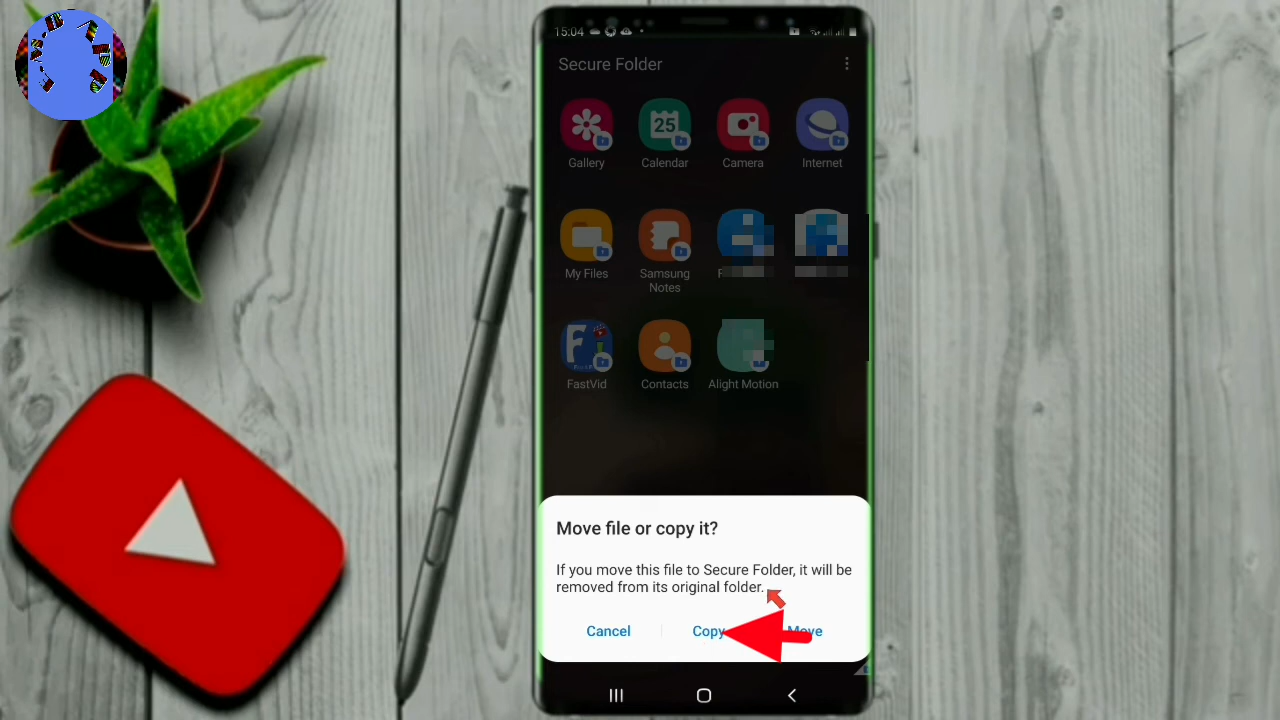 15:04
Secure Folder
25
Gallery
Calendar
Camera
Internet
My Files
Samsung
Notes
F
FastVid
Contacts
Alight Motion
Move file or copy it?
If you move this file to Secure Folder, it will be
removed from its original folder.
Cancel
Copy
Move